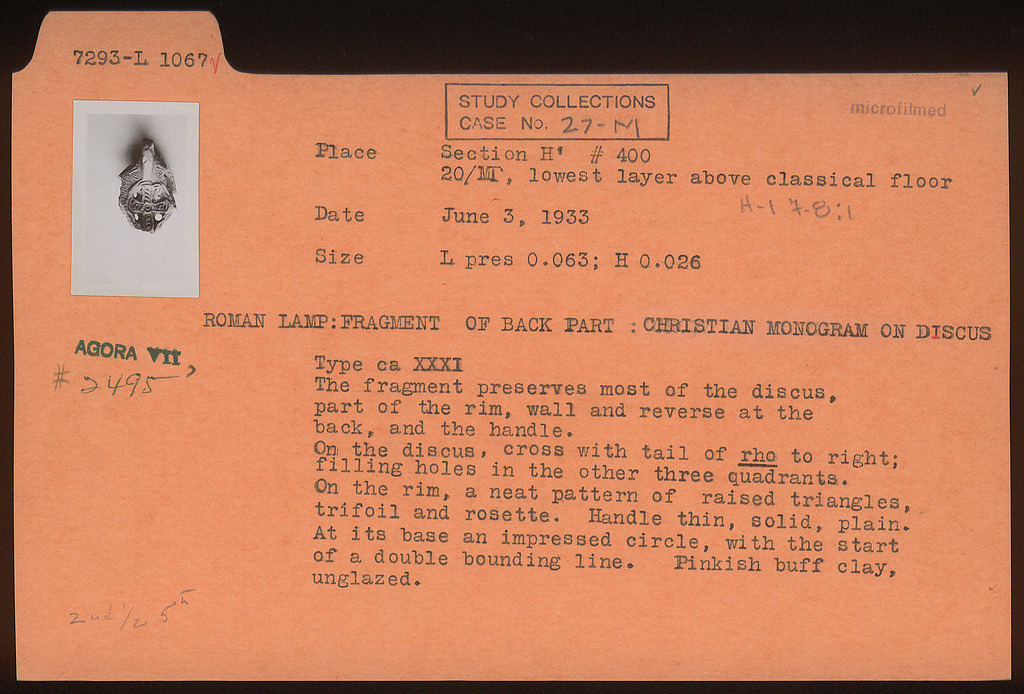 7293-L 1067✓
STUDY COLLECTIONS
CASE No. 27-M
microfilmed
✓
Place Section H' # 400
20/ΜΓ, lowest layer above classical floor
H-I 7-8:1
Date June 3, 1933
Size L pres 0.063; H 0.026
ROMAN LAMP:FRAGMENT OF BACK PART : CHRISTIAN MONOGRAM ON DISCUS
AGORA VII,
# 2495
Type ca XXXI
The fragment preserves most of the discus,
part of the rim, wall and reverse at the
back, and the handle.
On the discus, cross with tail of rho to right;
filling holes in the other three quadrants.
On the rim, a neat pattern of raised triangles,
trifoil and rosette. Handle thin, solid, plain.
At its base an impressed circle, with the start
of a double bounding line. Pinkish buff clay,
unglazed.
2nd 1/2 5th